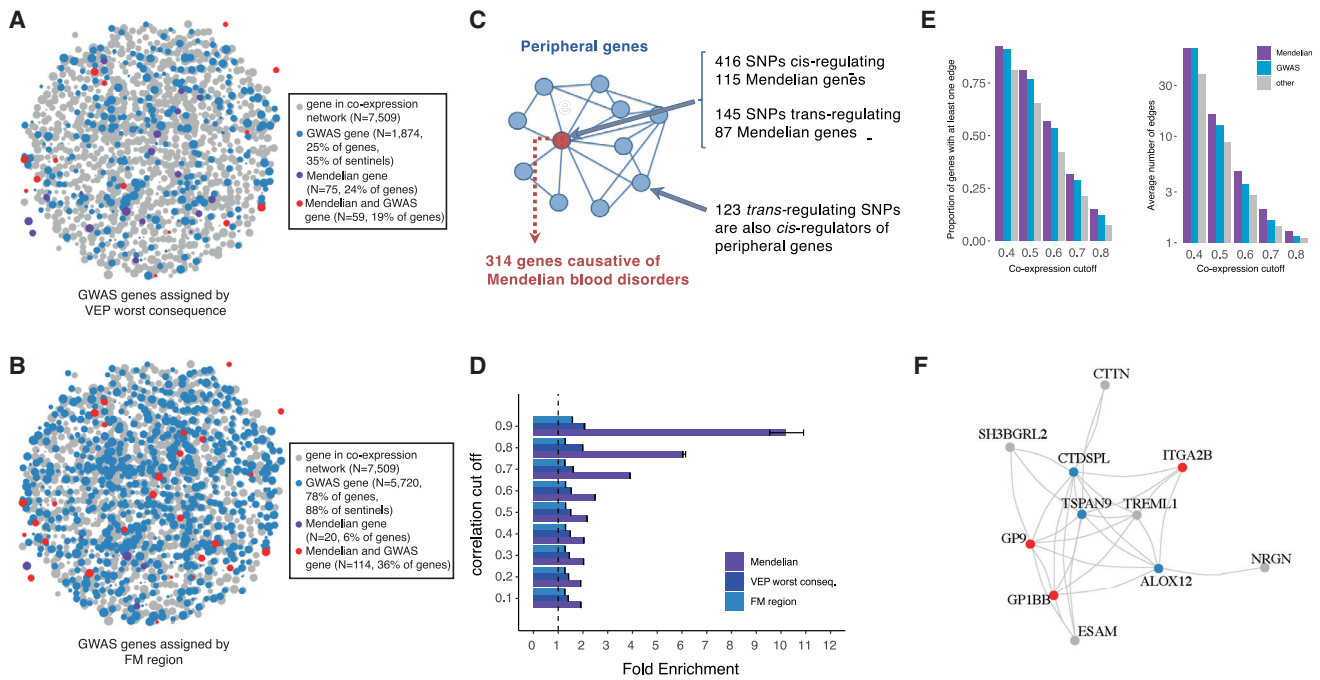 A
gene in co-expression
network (N=7,509)
GWAS gene (N=1,874,
25% of genes,
35% of sentinels)
Mendelian gene
(N=75, 24% of genes)
Mendelian and GWAS
gene (N=59, 19% of genes)
GWAS genes assigned by
VEP worst consequence
B
gene in co-expression
network (N=7,509)
GWAS gene (N=5,720,
78% of genes,
88% of sentinels)
Mendelian gene
(N=20, 6% of genes)
Mendelian and GWAS
gene (N=114, 36% of genes)
GWAS genes assigned by
FM region
C
Peripheral genes
416 SNPs cis-regulating
115 Mendelian genes
145 SNPs trans-regulating
87 Mendelian genes
123 trans-regulating SNPs
are also cis-regulators of
peripheral genes
314 genes causative of
Mendelian blood disorders
D
correlation cut off
0.9
0.8
0.7
0.6
0.5
0.4
0.3
0.2
0.1
Mendelian
VEP worst conseq.
FM region
0 1 2 3 4 5 6 7 8 9 10 11 12
Fold Enrichment
E
Proportion of genes with at least one edge
0.75
0.50
0.25
0.00
0.4 0.5 0.6 0.7 0.8
Co-expression cutoff
Average number of edges
30
10
3
1
0.4 0.5 0.6 0.7 0.8
Co-expression cutoff
Mendelian
GWAS
other
F
CTTN
SH3BGRL2
CTDSPL
ITGA2B
TSPAN9
TREML1
GP9
NRGN
ALOX12
GP1BB
ESAM